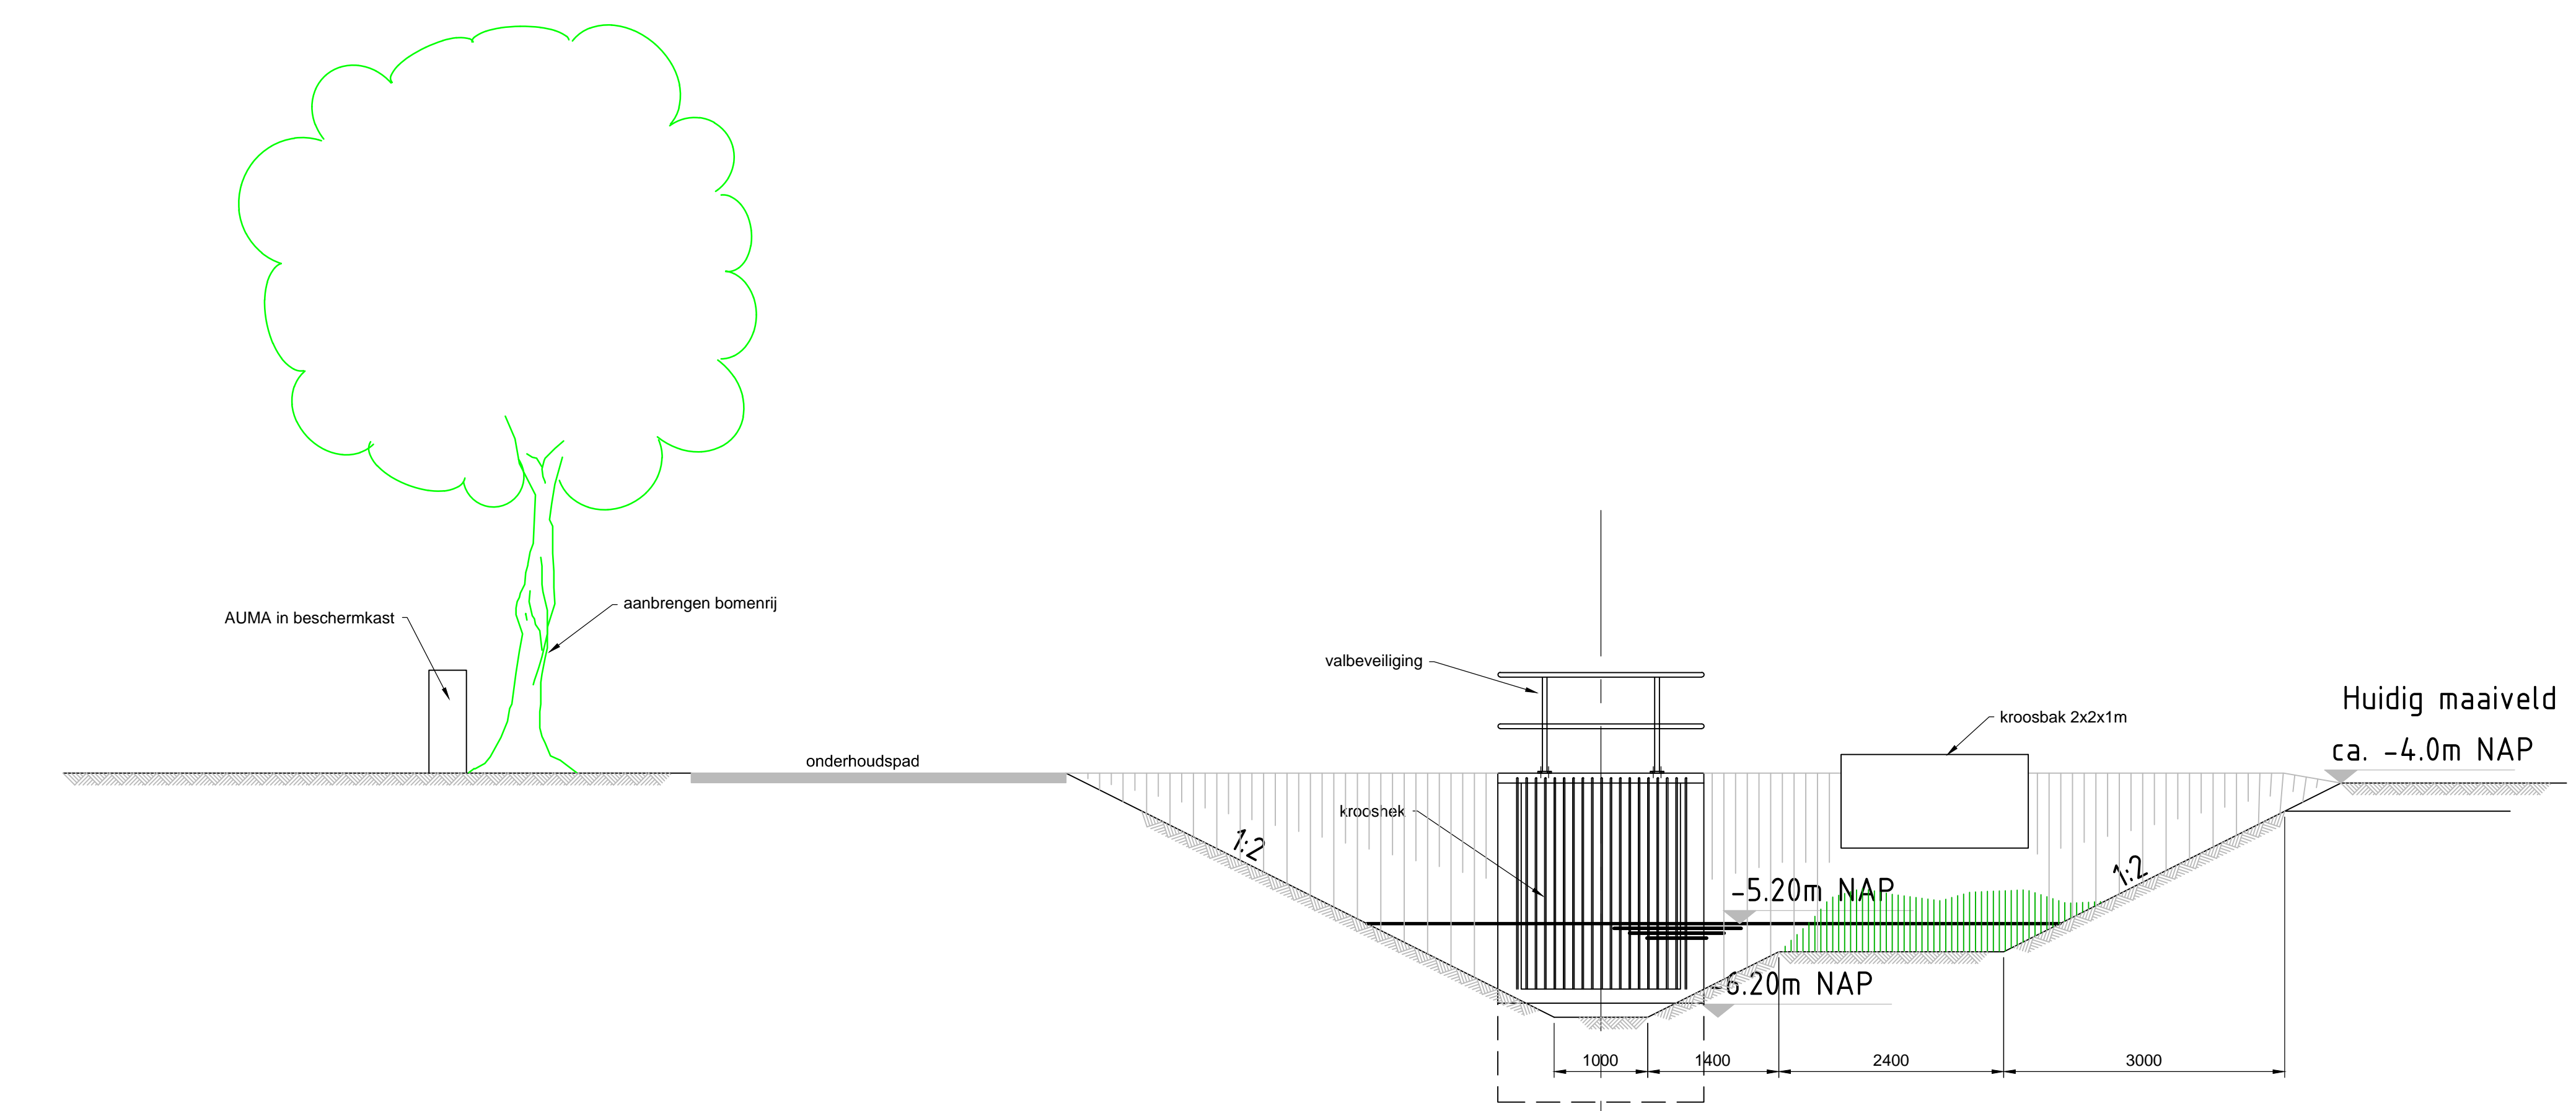 aanbrengen bomenrij
AUMA in beschermkast
valbeveiliging
Huidig maaiveld
ca. -4.0m NAP
kroosbak 2x2x1m
onderhoudspad
krooshek
1:2
1:2
-5.20m NAP
-6.20m NAP
1000
1400
2400
3000